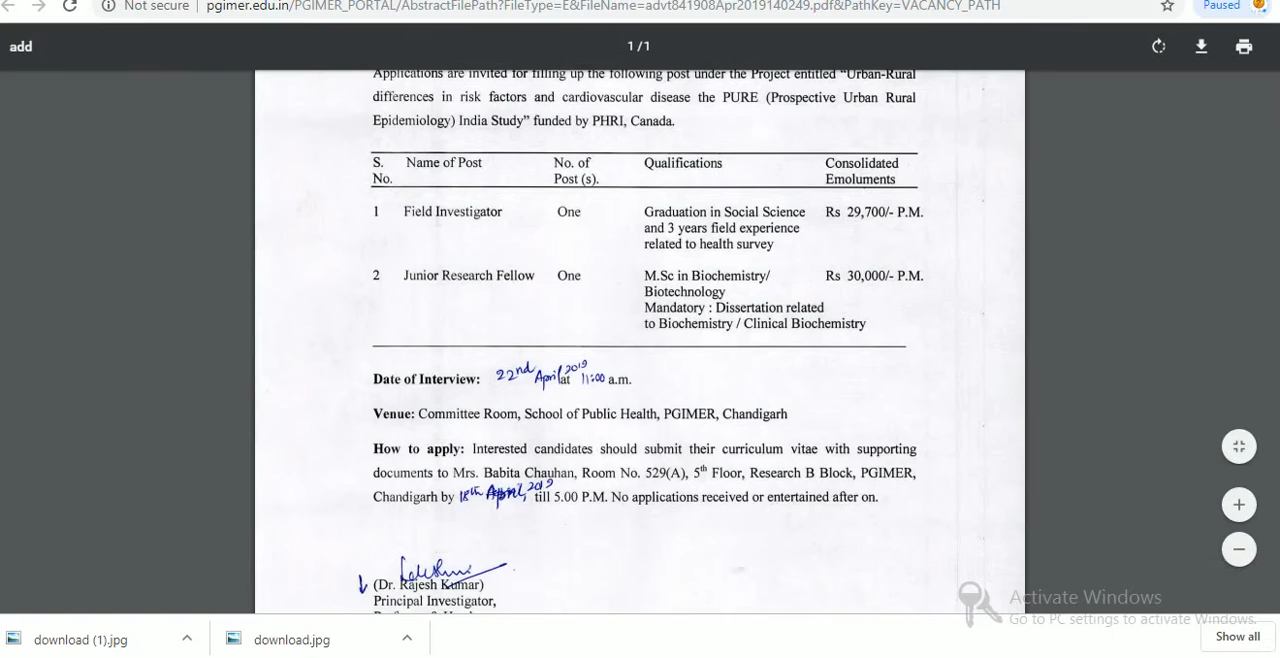 Not secure | pgimer.edu.in/PGIMER_PORTAL/AbstractFilePath?FileType=E&FileName=advt841908Apr2019140249.pdf&PathKey=VACANCY_PATH
Paused
add
1 / 1
Applications are invited for filling up the following post under the Project entitled "Urban-Rural
differences in risk factors and cardiovascular disease the PURE (Prospective Urban Rural
Epidemiology) India Study" funded by PHRI, Canada.
S. Name of Post No. of Qualifications Consolidated
No. Post (s). Emoluments
1 Field Investigator One Graduation in Social Science Rs 29,700/- P.M.
and 3 years field experience
related to health survey
2 Junior Research Fellow One M.Sc in Biochemistry/ Rs 30,000/- P.M.
Biotechnology
Mandatory : Dissertation related
to Biochemistry / Clinical Biochemistry
Date of Interview: 22nd April 2019 at 11:00 a.m.
Venue: Committee Room, School of Public Health, PGIMER, Chandigarh
How to apply: Interested candidates should submit their curriculum vitae with supporting
documents to Mrs. Babita Chauhan, Room No. 529(A), 5th Floor, Research B Block, PGIMER,
Chandigarh by 18th April, 2019 till 5.00 P.M. No applications received or entertained after on.
(Dr. Rajesh Kumar)
Principal Investigator,
Activate Windows
Go to PC settings to activate Windows.
download (1).jpg
download.jpg
Show all